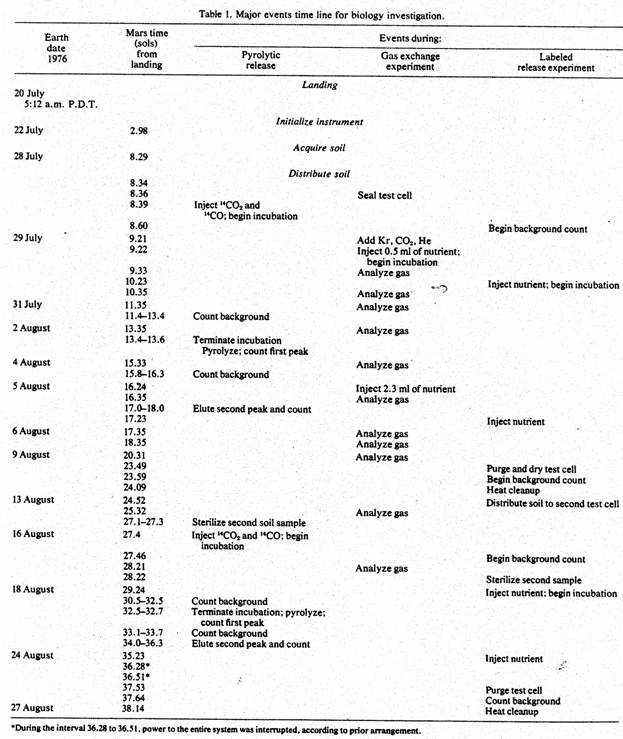 Table 1. Major events time line for biology investigation.
Earth date 1976 Mars time (sols) from landing Events during:
Pyrolytic release Gas exchange experiment Labeled release experiment
Landing
20 July
5:12 a.m. P.D.T.
Initialize instrument
22 July 2.98
Acquire soil
28 July 8.29
Distribute soil
8.34
8.36 Seal test cell
8.39 Inject ¹⁴CO₂ and
¹⁴CO; begin incubation
8.60 Begin background count
29 July 9.21 Add Kr, CO₂, He
9.22 Inject 0.5 ml of nutrient;
begin incubation
9.33 Analyze gas
10.23 Inject nutrient; begin incubation
10.35 Analyze gas
31 July 11.35 Analyze gas
11.4–13.4 Count background
2 August 13.35 Analyze gas
13.4–13.6 Terminate incubation
Pyrolyze; count first peak
4 August 15.33 Analyze gas
15.8–16.3 Count background
5 August 16.24 Inject 2.3 ml of nutrient
16.35 Analyze gas
17.0–18.0 Elute second peak and count
17.23 Inject nutrient
6 August 17.35 Analyze gas
18.35 Analyze gas
9 August 20.31 Analyze gas
23.49 Purge and dry test cell
23.59 Begin background count
24.09 Heat cleanup
13 August 24.52 Distribute soil to second test cell
25.32 Analyze gas
27.1–27.3 Sterilize second soil sample
16 August 27.4 Inject ¹⁴CO₂ and ¹⁴CO; begin
incubation
27.46 Begin background count
28.21 Analyze gas
28.22 Sterilize second sample
18 August 29.24 Inject nutrient; begin incubation
30.5–32.5 Count background
32.5–32.7 Terminate incubation; pyrolyze;
count first peak
33.1–33.7 Count background
34.0–36.3 Elute second peak and count
24 August 35.23 Inject nutrient
36.28*
36.51*
37.53 Purge test cell
37.64 Count background
27 August 38.14 Heat cleanup
*During the interval 36.28 to 36.51, power to the entire system was interrupted, according to prior arrangement.